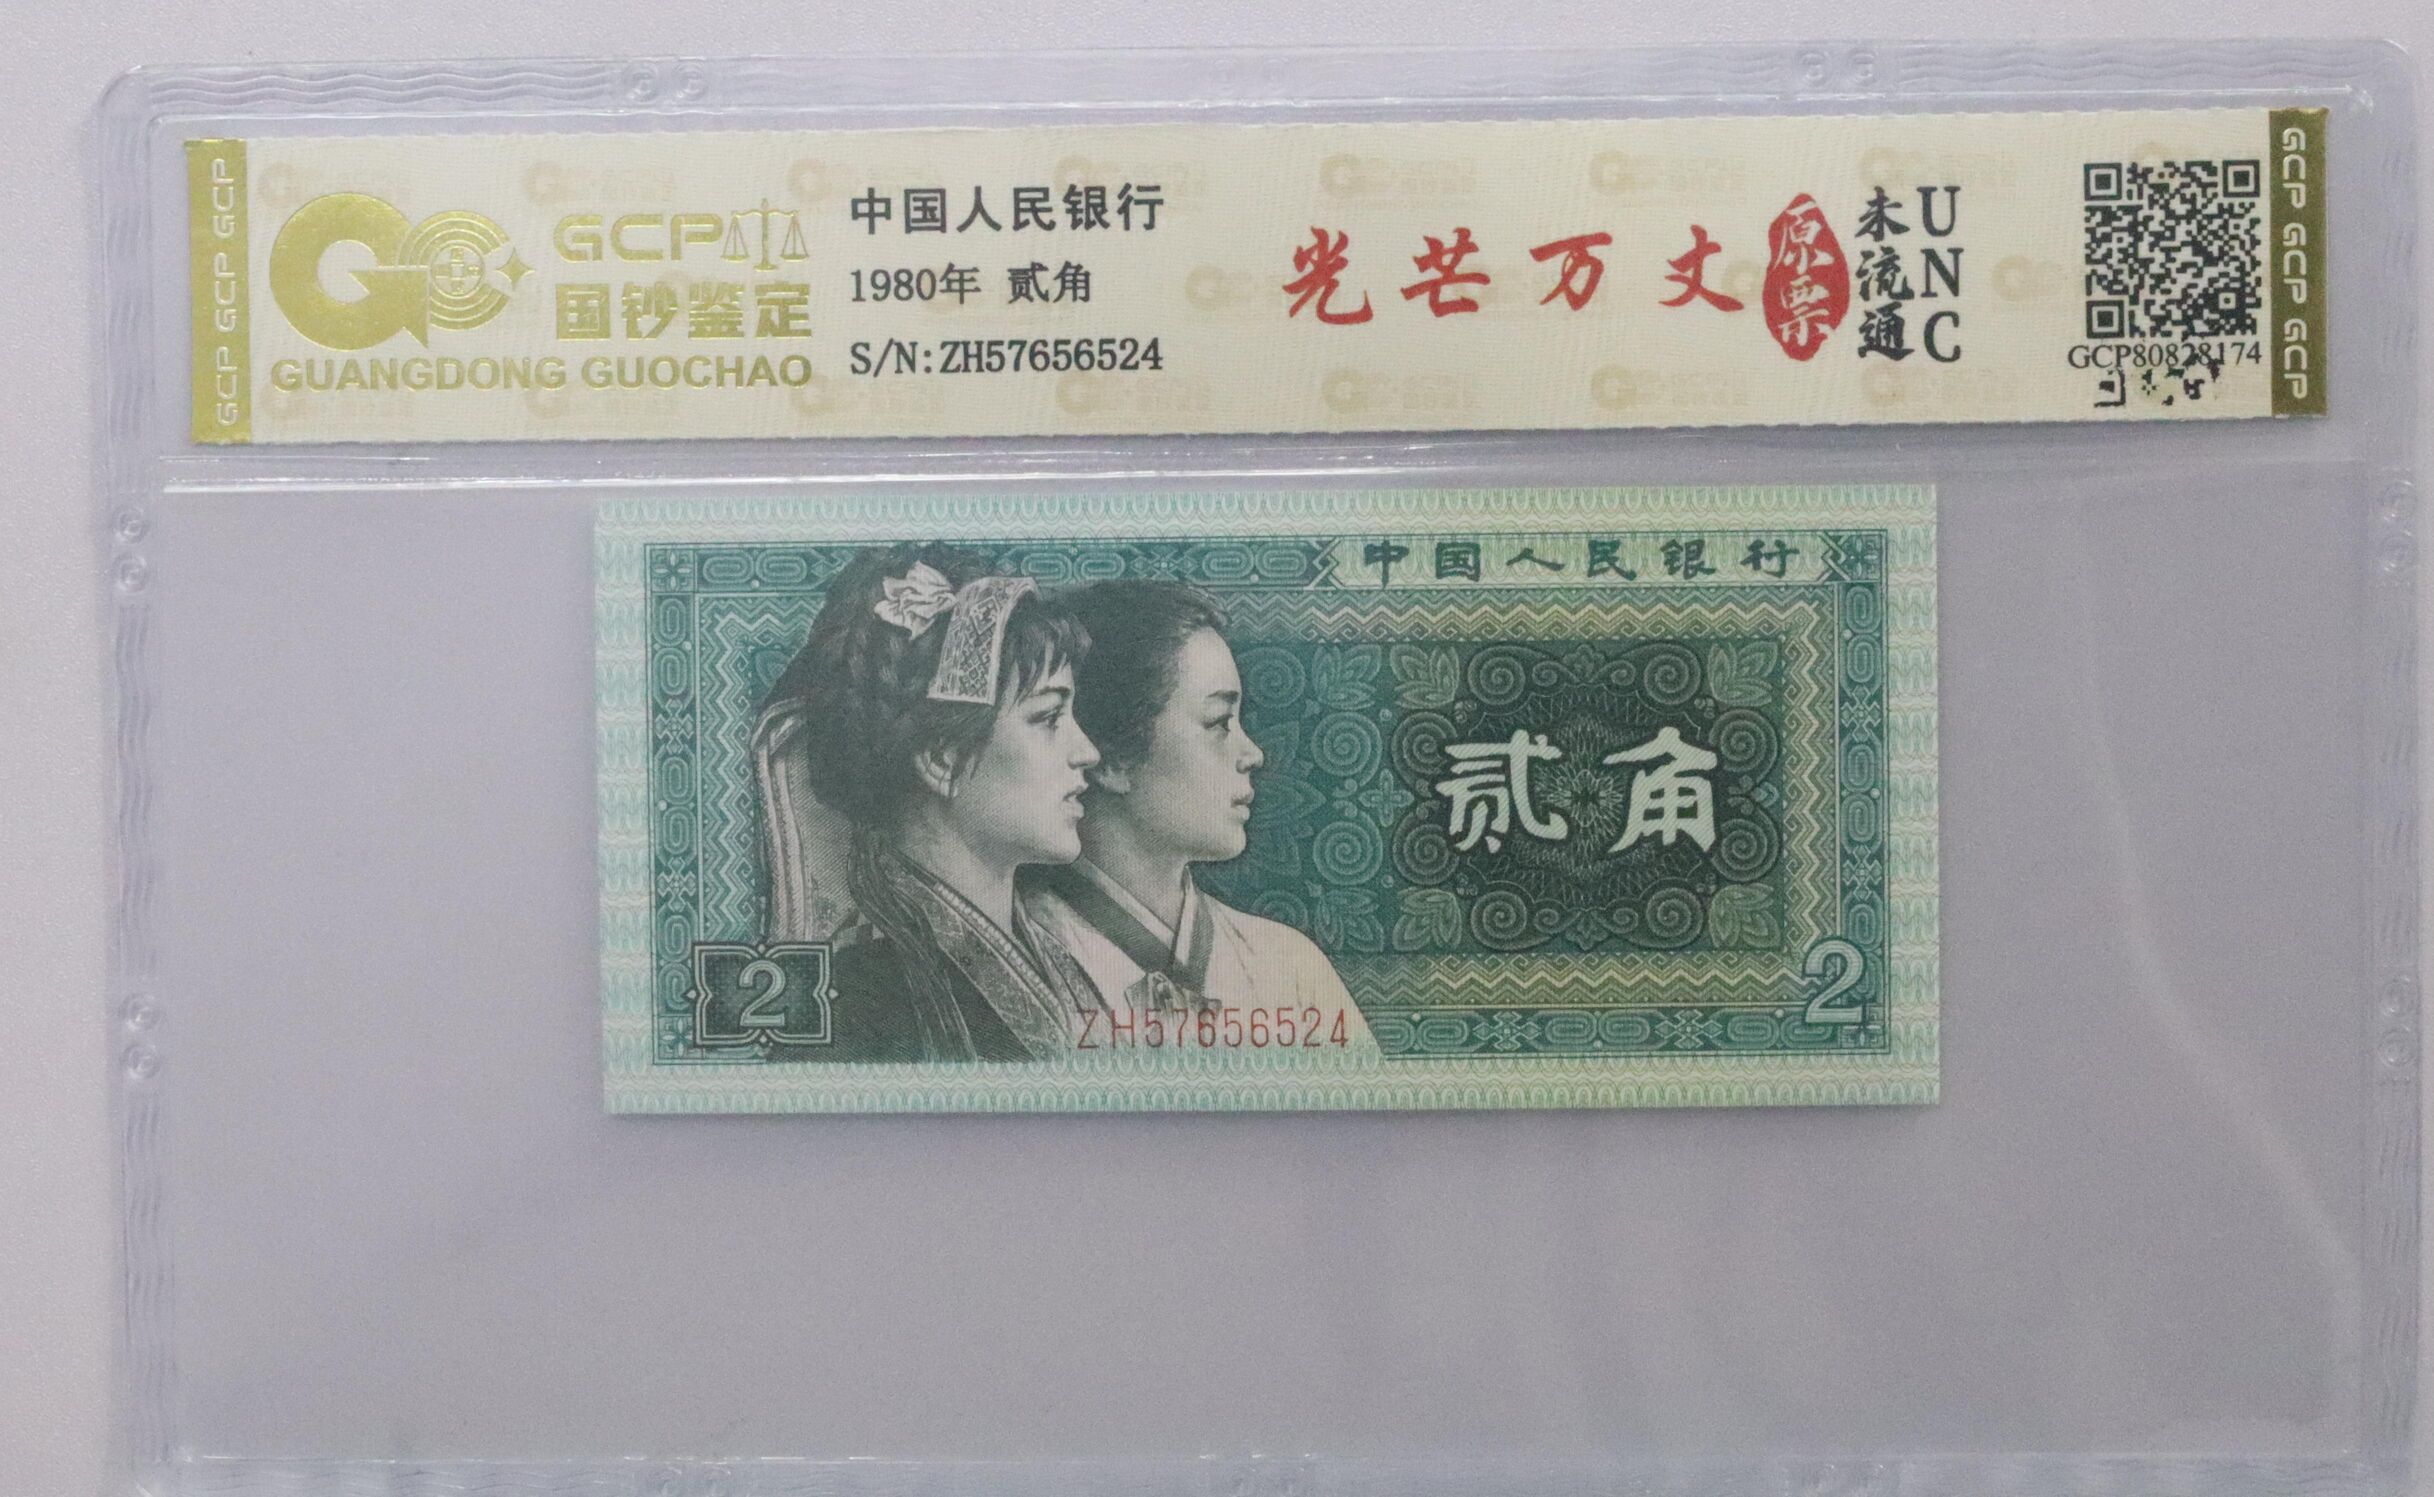 GCP
国钞鉴定
GUANGDONG GUOCHAO
中国人民银行
1980年 贰角
S/N:ZH57656524
光芒万丈
原票
未流通
UNC
GCP80828174
GCP GCP GCP
GCP GCP GCP
中国人民银行
贰角
2
ZH57656524
2